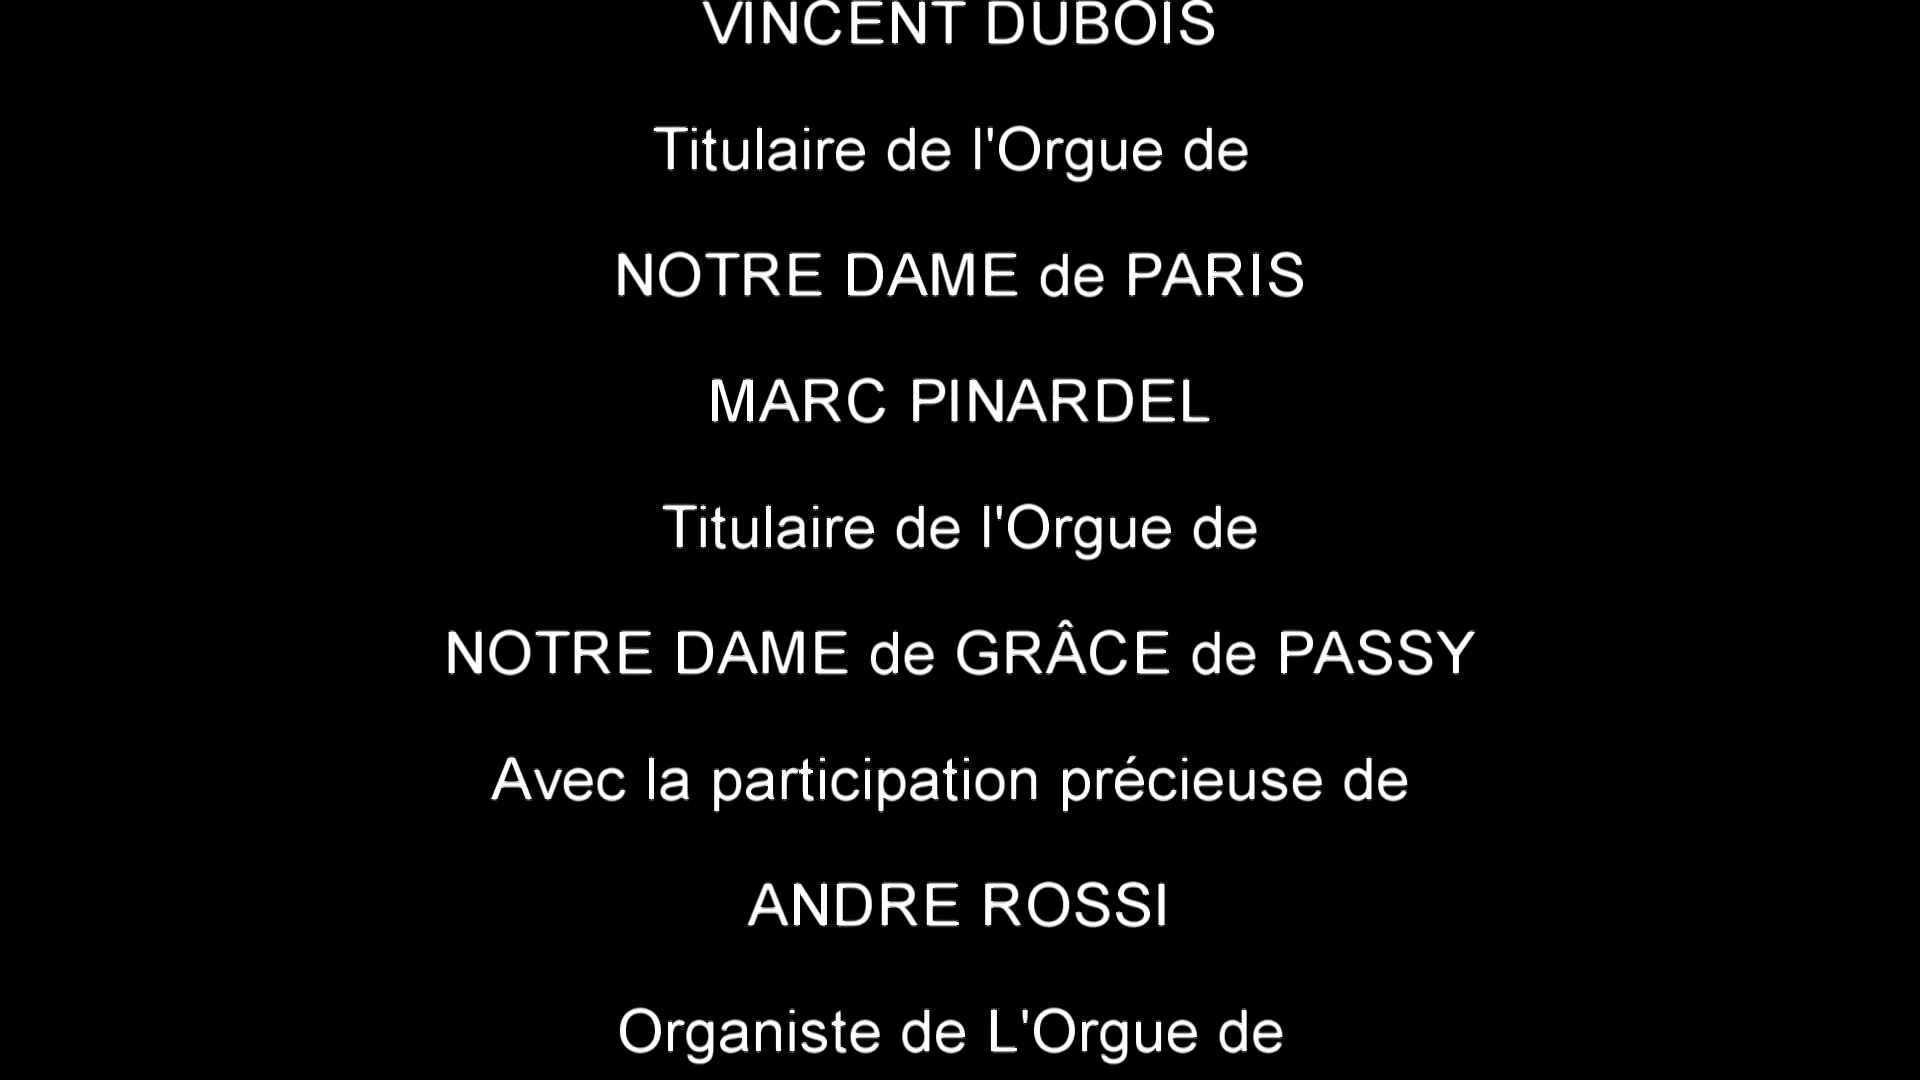 VINCENT DUBOIS
Titulaire de l'Orgue de
NOTRE DAME de PARIS
MARC PINARDEL
Titulaire de l'Orgue de
NOTRE DAME de GRÂCE de PASSY
Avec la participation précieuse de
ANDRE ROSSI
Organiste de L'Orgue de